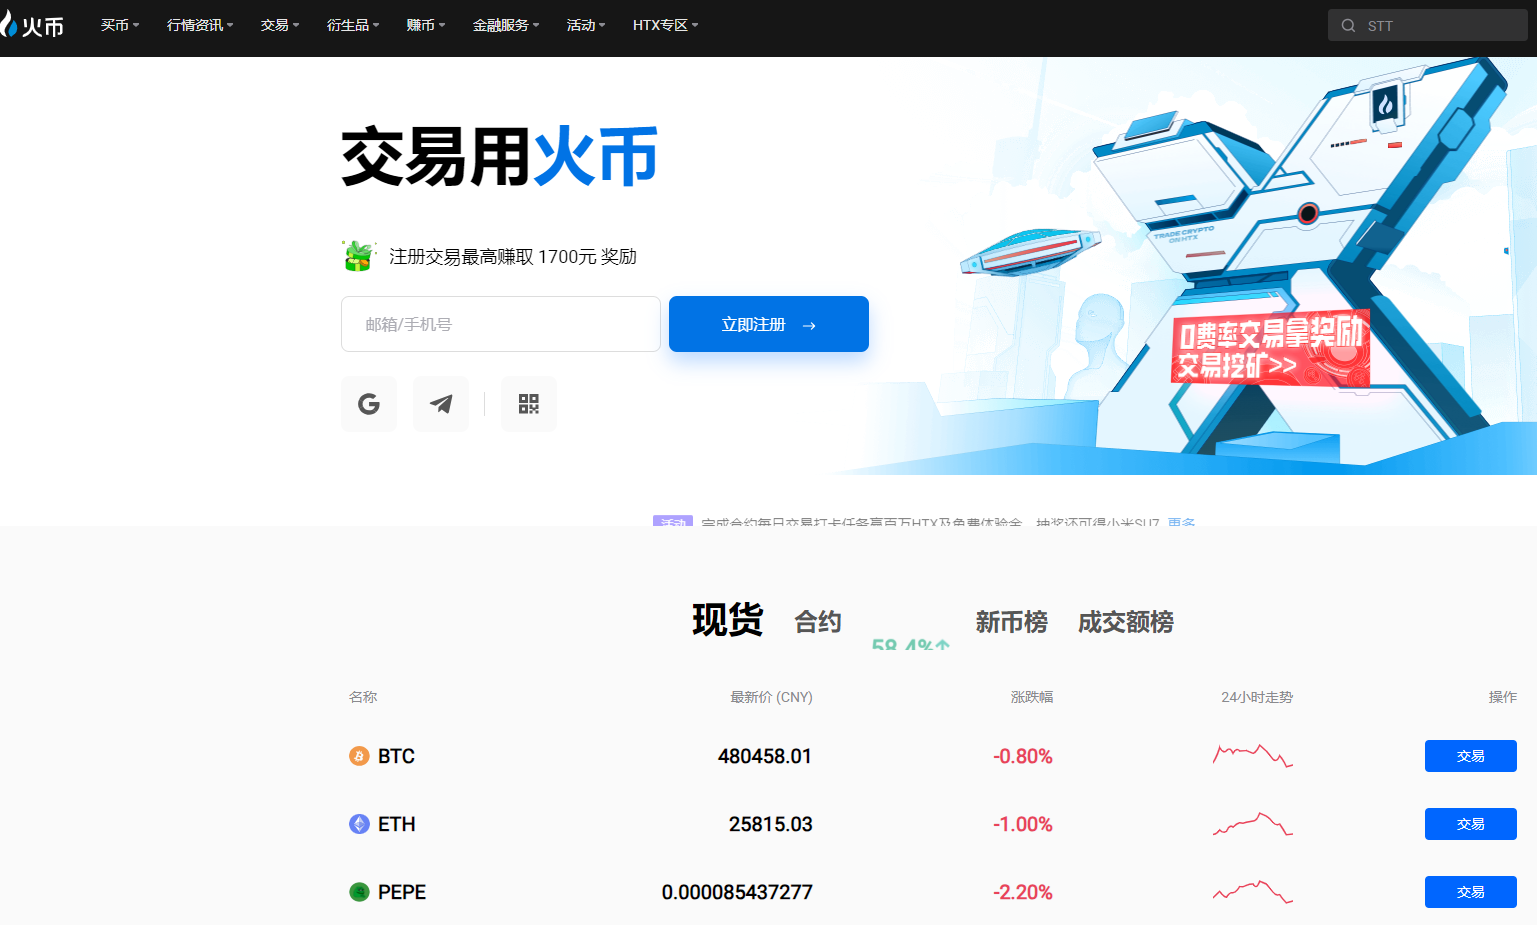 火币 买币 行情资讯 交易 衍生品 赚币 金融服务 活动 HTX专区 STT
交易用火币
注册交易最高赚取 1700元 奖励
邮箱/手机号 立即注册 →
TRADE CRYPTO
ON HTX
0费率交易拿奖励
交易挖矿>>
活动 完成合约每日交易打卡任务赢百万HTX及免费体验金，抽奖还可得小米SU7 更多
现货 合约 58.4%↑ 新币榜 成交额榜
名称 最新价 (CNY) 涨跌幅 24小时走势 操作
BTC 480458.01 -0.80% 交易
ETH 25815.03 -1.00% 交易
PEPE 0.000085437277 -2.20% 交易